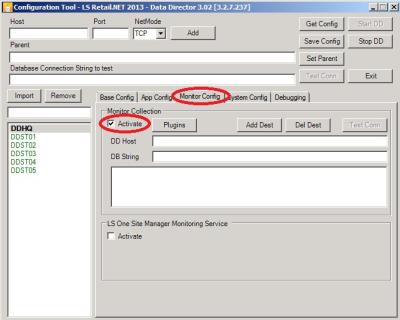 Configuration Tool - LS Retail.NET 2013 - Data Director 3.02 [3.2.7.237]
Host Port NetMode
TCP Add
Get Config Start DD
Parent
Save Config Stop DD
Set Parent
Database Connection String to test
Test Conn Exit
Import Remove
Base Config App Config Monitor Config System Config Debugging
DDHQ
DDST01
DDST02
DDST03
DDST04
DDST05
Monitor Collection
Activate Plugins Add Dest Del Dest Test Conn
DD Host
DB String
LS One Site Manager Monitoring Service
Activate